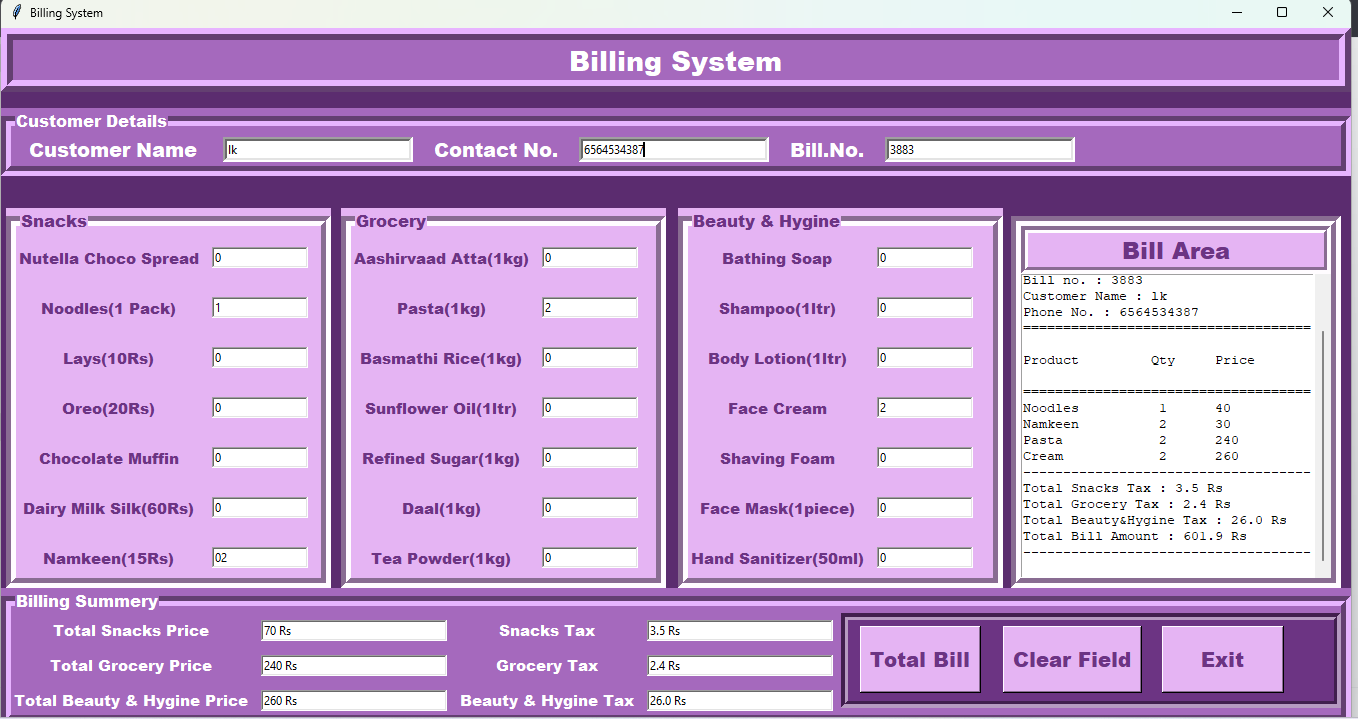 Billing System
Billing System
Customer Details
Customer Name lk Contact No. 6564534387 Bill.No. 3883
Snacks
Nutella Choco Spread 0
Noodles(1 Pack) 1
Lays(10Rs) 0
Oreo(20Rs) 0
Chocolate Muffin 0
Dairy Milk Silk(60Rs) 0
Namkeen(15Rs) 02
Grocery
Aashirvaad Atta(1kg) 0
Pasta(1kg) 2
Basmathi Rice(1kg) 0
Sunflower Oil(1ltr) 0
Refined Sugar(1kg) 0
Daal(1kg) 0
Tea Powder(1kg) 0
Beauty & Hygine
Bathing Soap 0
Shampoo(1ltr) 0
Body Lotion(1ltr) 0
Face Cream 2
Shaving Foam 0
Face Mask(1piece) 0
Hand Sanitizer(50ml) 0
Bill Area
Bill no. : 3883
Customer Name : lk
Phone No. : 6564534387
====================================
Product Qty Price
====================================
Noodles 1 40
Namkeen 2 30
Pasta 2 240
Cream 2 260
------------------------------------
Total Snacks Tax : 3.5 Rs
Total Grocery Tax : 2.4 Rs
Total Beauty&Hygine Tax : 26.0 Rs
Total Bill Amount : 601.9 Rs
------------------------------------
Billing Summery
Total Snacks Price 70 Rs Snacks Tax 3.5 Rs
Total Grocery Price 240 Rs Grocery Tax 2.4 Rs
Total Beauty & Hygine Price 260 Rs Beauty & Hygine Tax 26.0 Rs
Total Bill Clear Field Exit